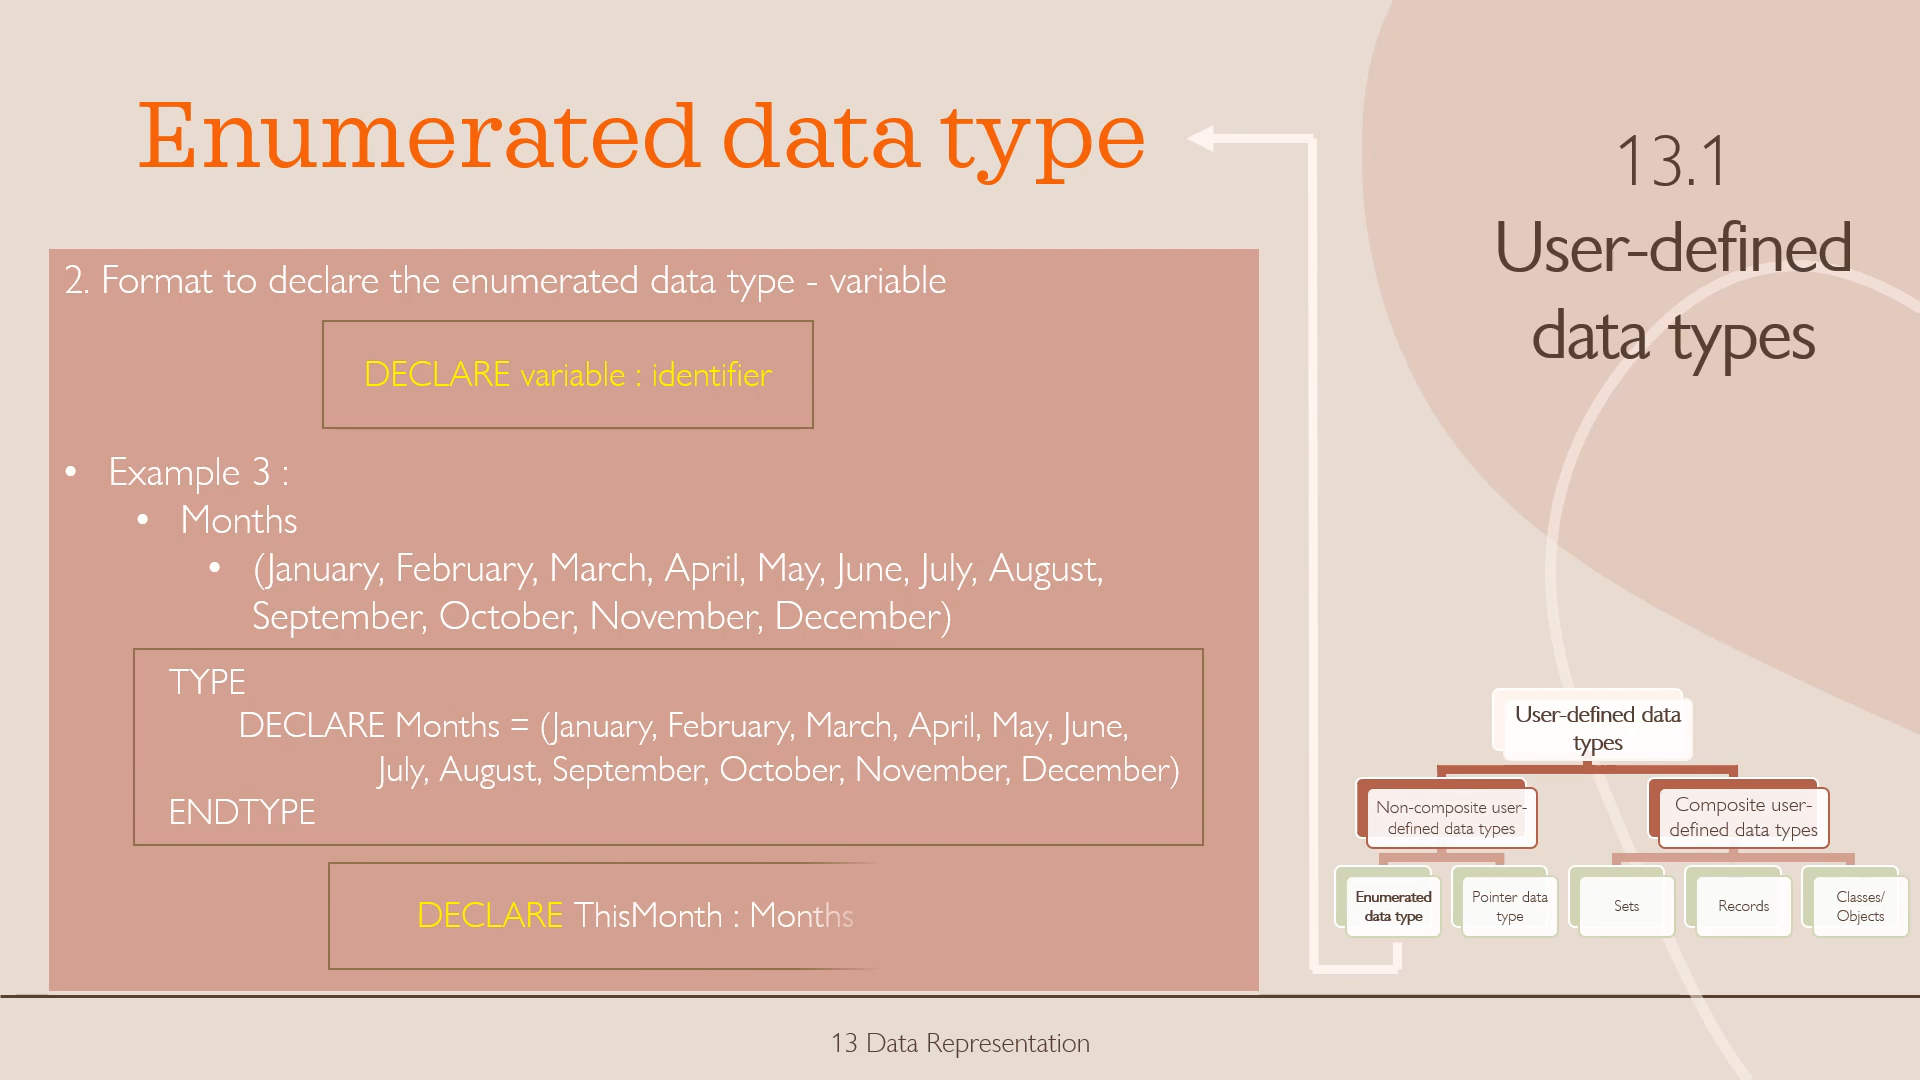 Enumerated data type
13.1
User-defined
data types
2. Format to declare the enumerated data type - variable
DECLARE variable : identifier
• Example 3 :
• Months
• (January, February, March, April, May, June, July, August,
September, October, November, December)
TYPE
DECLARE Months = (January, February, March, April, May, June,
July, August, September, October, November, December)
ENDTYPE
DECLARE ThisMonth : Months
User-defined data
types
Non-composite user-
defined data types
Composite user-
defined data types
Enumerated
data type
Pointer data
type
Sets
Records
Classes/
Objects
13 Data Representation